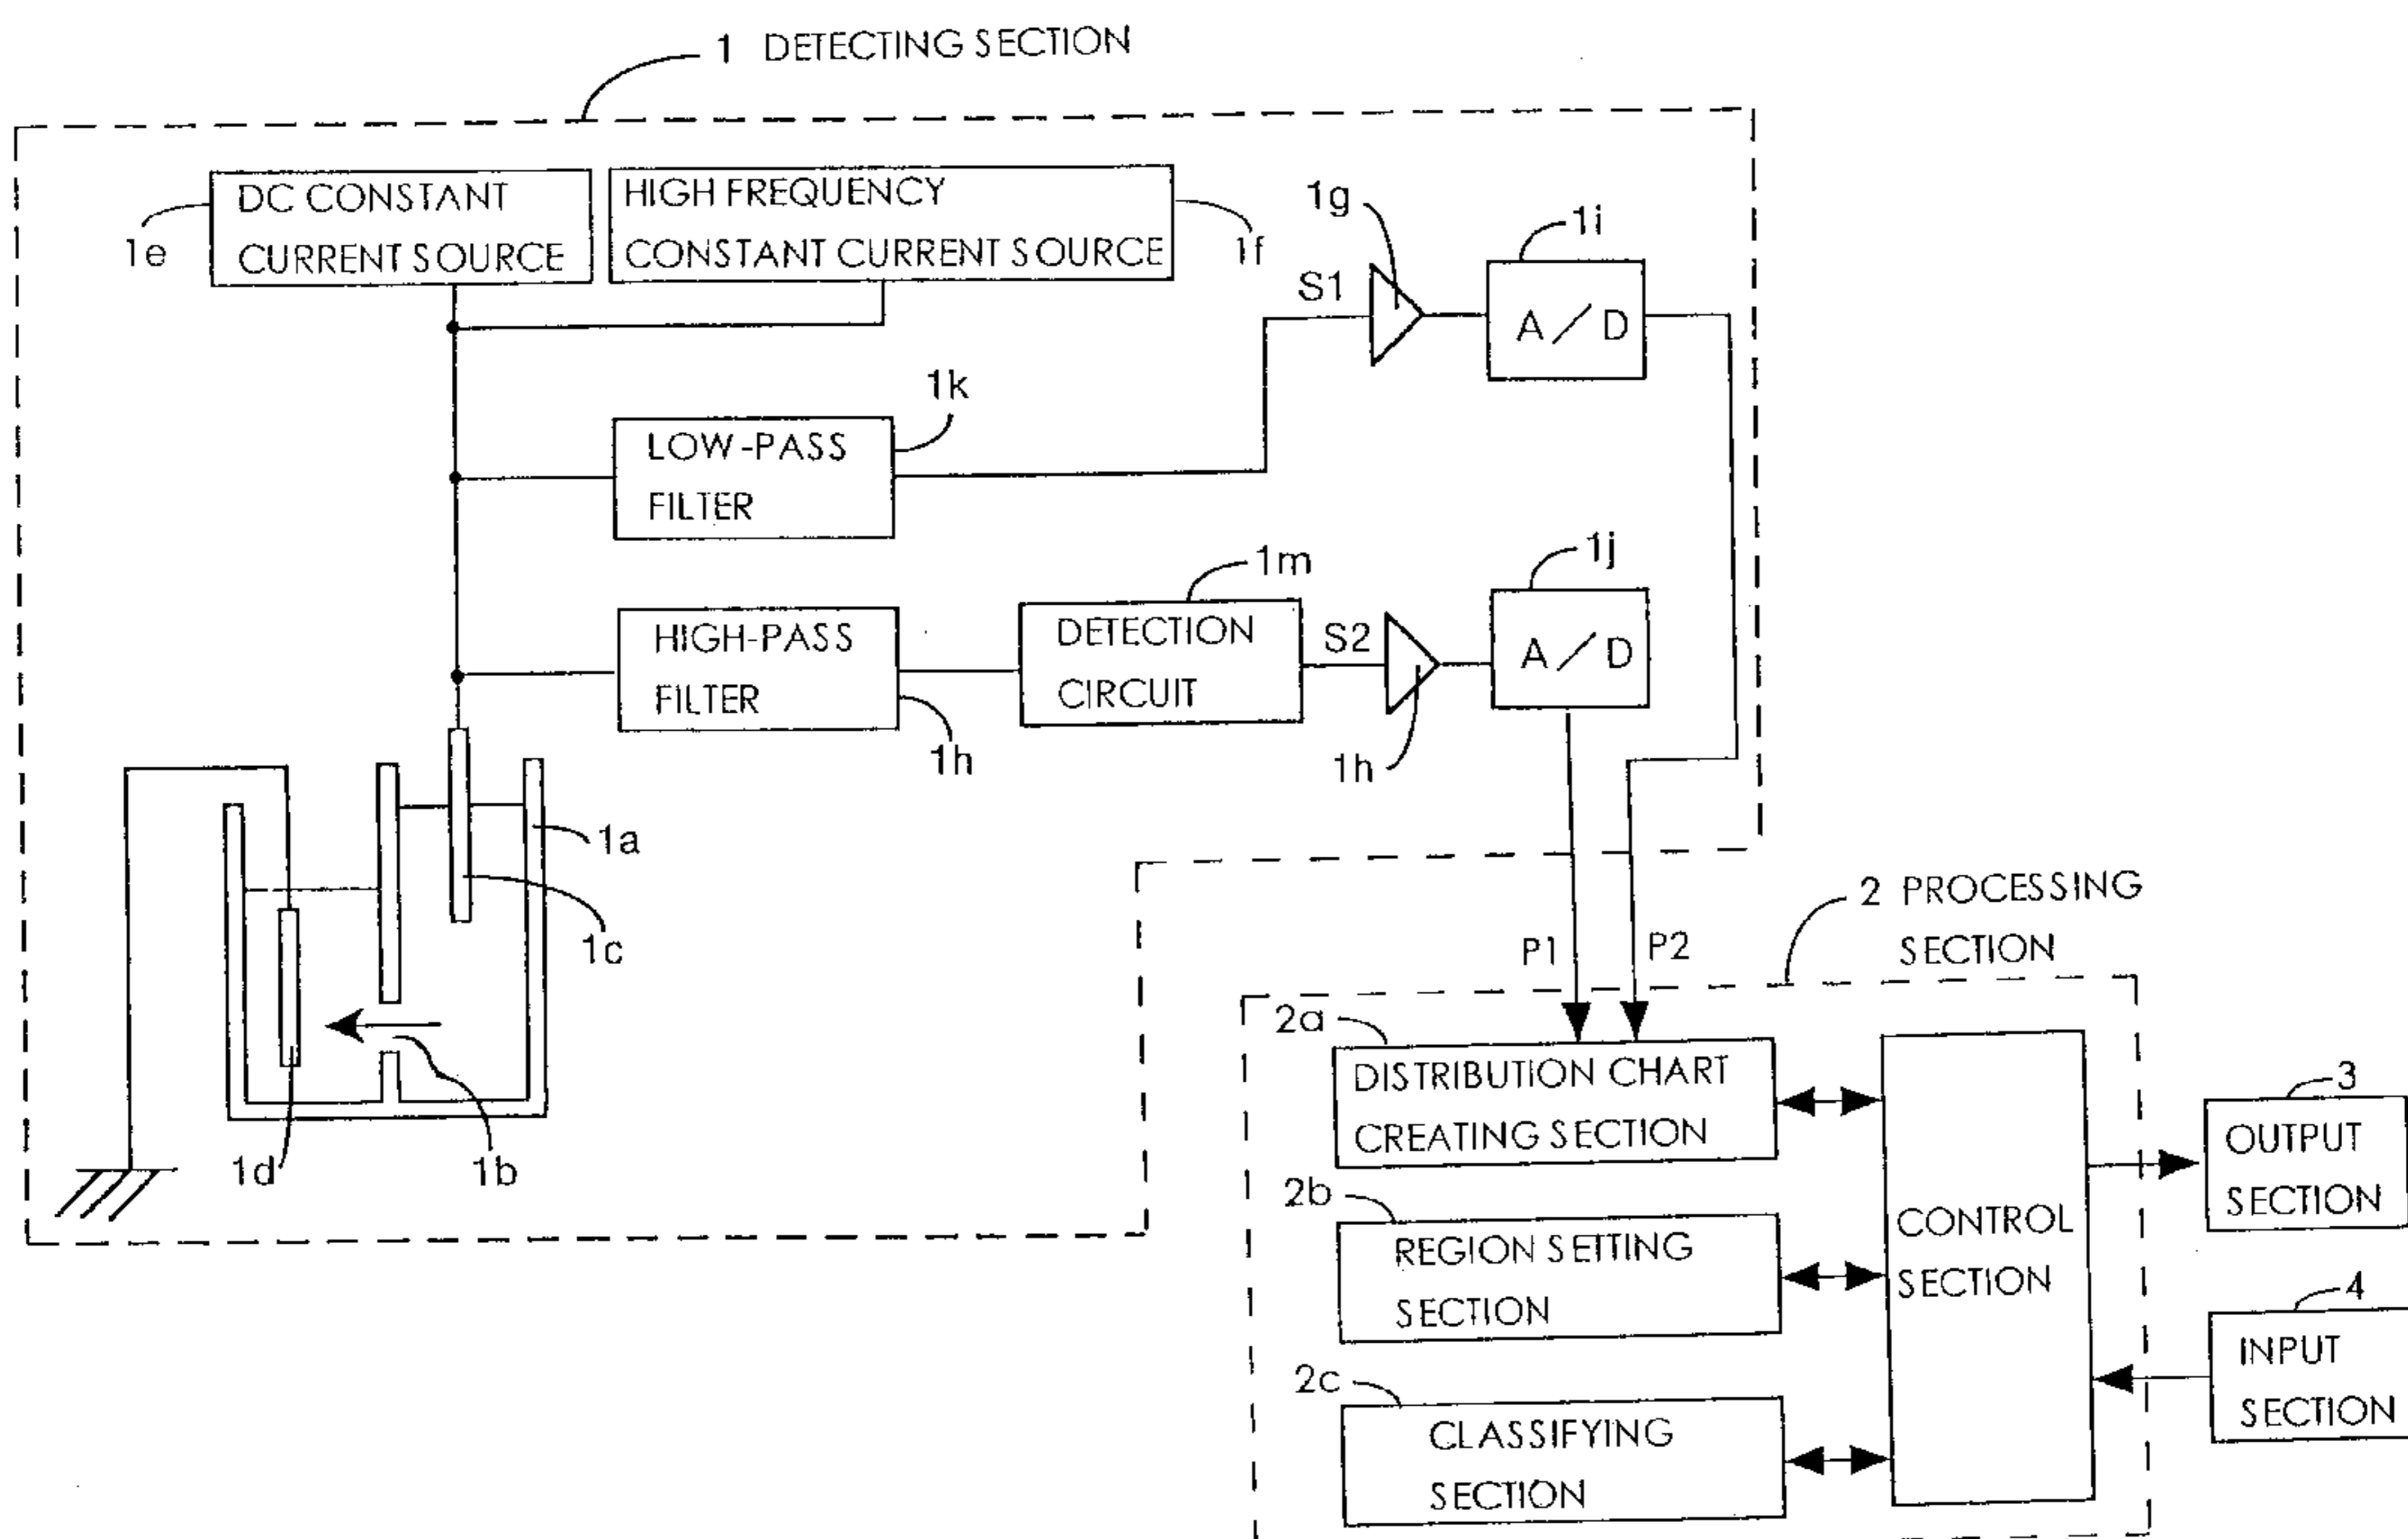 1 DETECTING SECTION
DC CONSTANT
CURRENT SOURCE
1e
HIGH FREQUENCY
CONSTANT CURRENT SOURCE
1f
1g
1i
S1
A/D
1k
LOW-PASS
FILTER
1m
1j
HIGH-PASS
FILTER
1h
DETECTION
CIRCUIT
S2
1h
A/D
1a
1c
1d
1b
P1
P2
2 PROCESSING
SECTION
2a
DISTRIBUTION CHART
CREATING SECTION
2b
REGION SETTING
SECTION
2c
CLASSIFYING
SECTION
CONTROL
SECTION
3
OUTPUT
SECTION
4
INPUT
SECTION